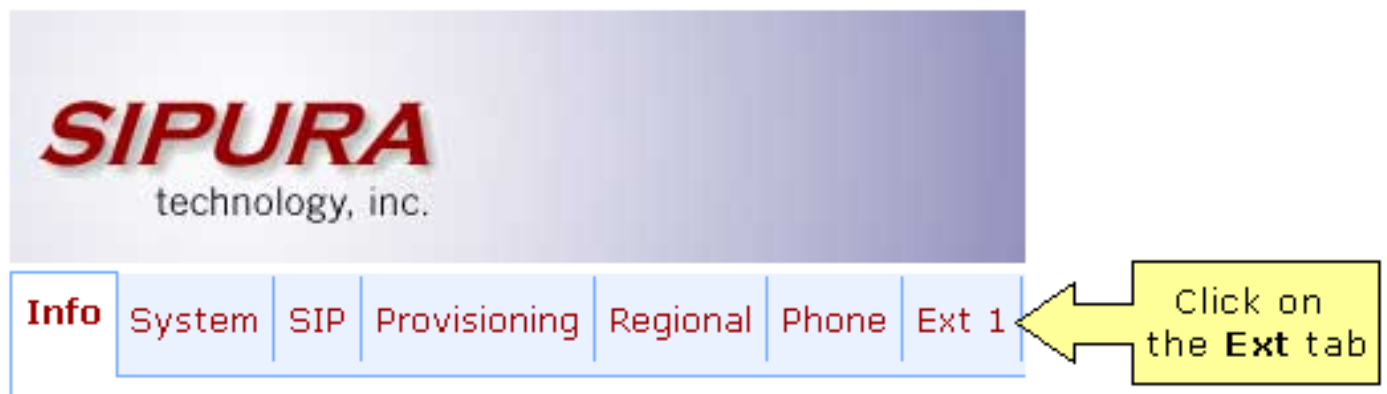 SIPURA
technology, inc.
Info System SIP Provisioning Regional Phone Ext 1
Click on
the Ext tab